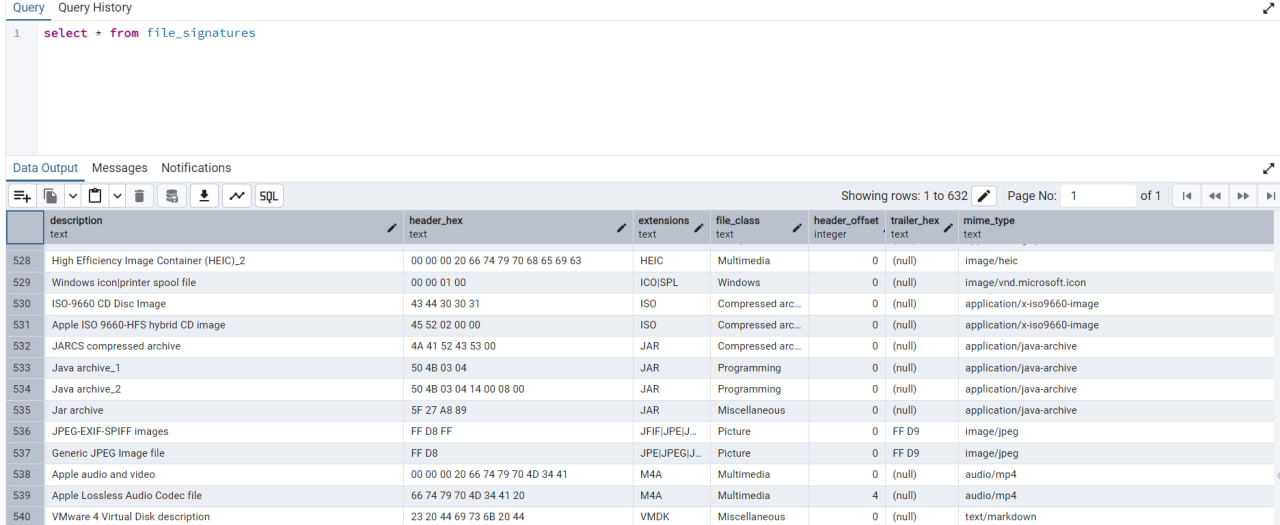 Query Query History
1 select * from file_signatures
Data Output Messages Notifications
SQL Showing rows: 1 to 632 Page No: 1 of 1
description header_hex extensions file_class header_offset trailer_hex mime_type
text text text text integer text text
528 High Efficiency Image Container (HEIC)_2 00 00 00 20 66 74 79 70 68 65 69 63 HEIC Multimedia 0 (null) image/heic
529 Windows icon|printer spool file 00 00 01 00 ICO|SPL Windows 0 (null) image/vnd.microsoft.icon
530 ISO-9660 CD Disc Image 43 44 30 30 31 ISO Compressed arc... 0 (null) application/x-iso9660-image
531 Apple ISO 9660-HFS hybrid CD image 45 52 02 00 00 ISO Compressed arc... 0 (null) application/x-iso9660-image
532 JARCS compressed archive 4A 41 52 43 53 00 JAR Compressed arc... 0 (null) application/java-archive
533 Java archive_1 50 4B 03 04 JAR Programming 0 (null) application/java-archive
534 Java archive_2 50 4B 03 04 14 00 08 00 JAR Programming 0 (null) application/java-archive
535 Jar archive 5F 27 A8 89 JAR Miscellaneous 0 (null) application/java-archive
536 JPEG-EXIF-SPIFF images FF D8 FF JFIF|JPE|J... Picture 0 FF D9 image/jpeg
537 Generic JPEG Image file FF D8 JPE|JPEG|J... Picture 0 FF D9 image/jpeg
538 Apple audio and video 00 00 00 20 66 74 79 70 4D 34 41 M4A Multimedia 0 (null) audio/mp4
539 Apple Lossless Audio Codec file 66 74 79 70 4D 34 41 20 M4A Multimedia 4 (null) audio/mp4
540 VMware 4 Virtual Disk description 23 20 44 69 73 6B 20 44 VMDK Miscellaneous 0 (null) text/markdown